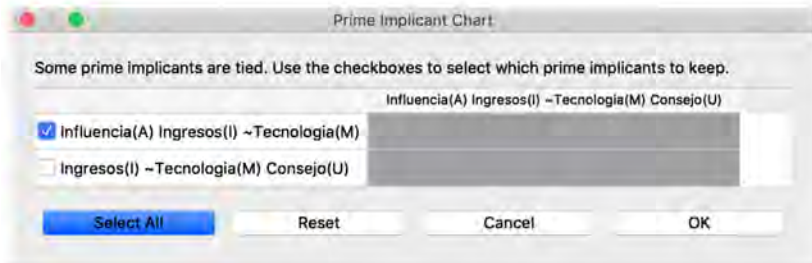 Prime Implicant Chart
Some prime implicants are tied. Use the checkboxes to select which prime implicants to keep.
Influencia(A) Ingresos(I) ~Tecnologia(M) Consejo(U)
Influencia(A) Ingresos(I) ~Tecnologia(M)
Ingresos(I) ~Tecnologia(M) Consejo(U)
Select All Reset Cancel OK